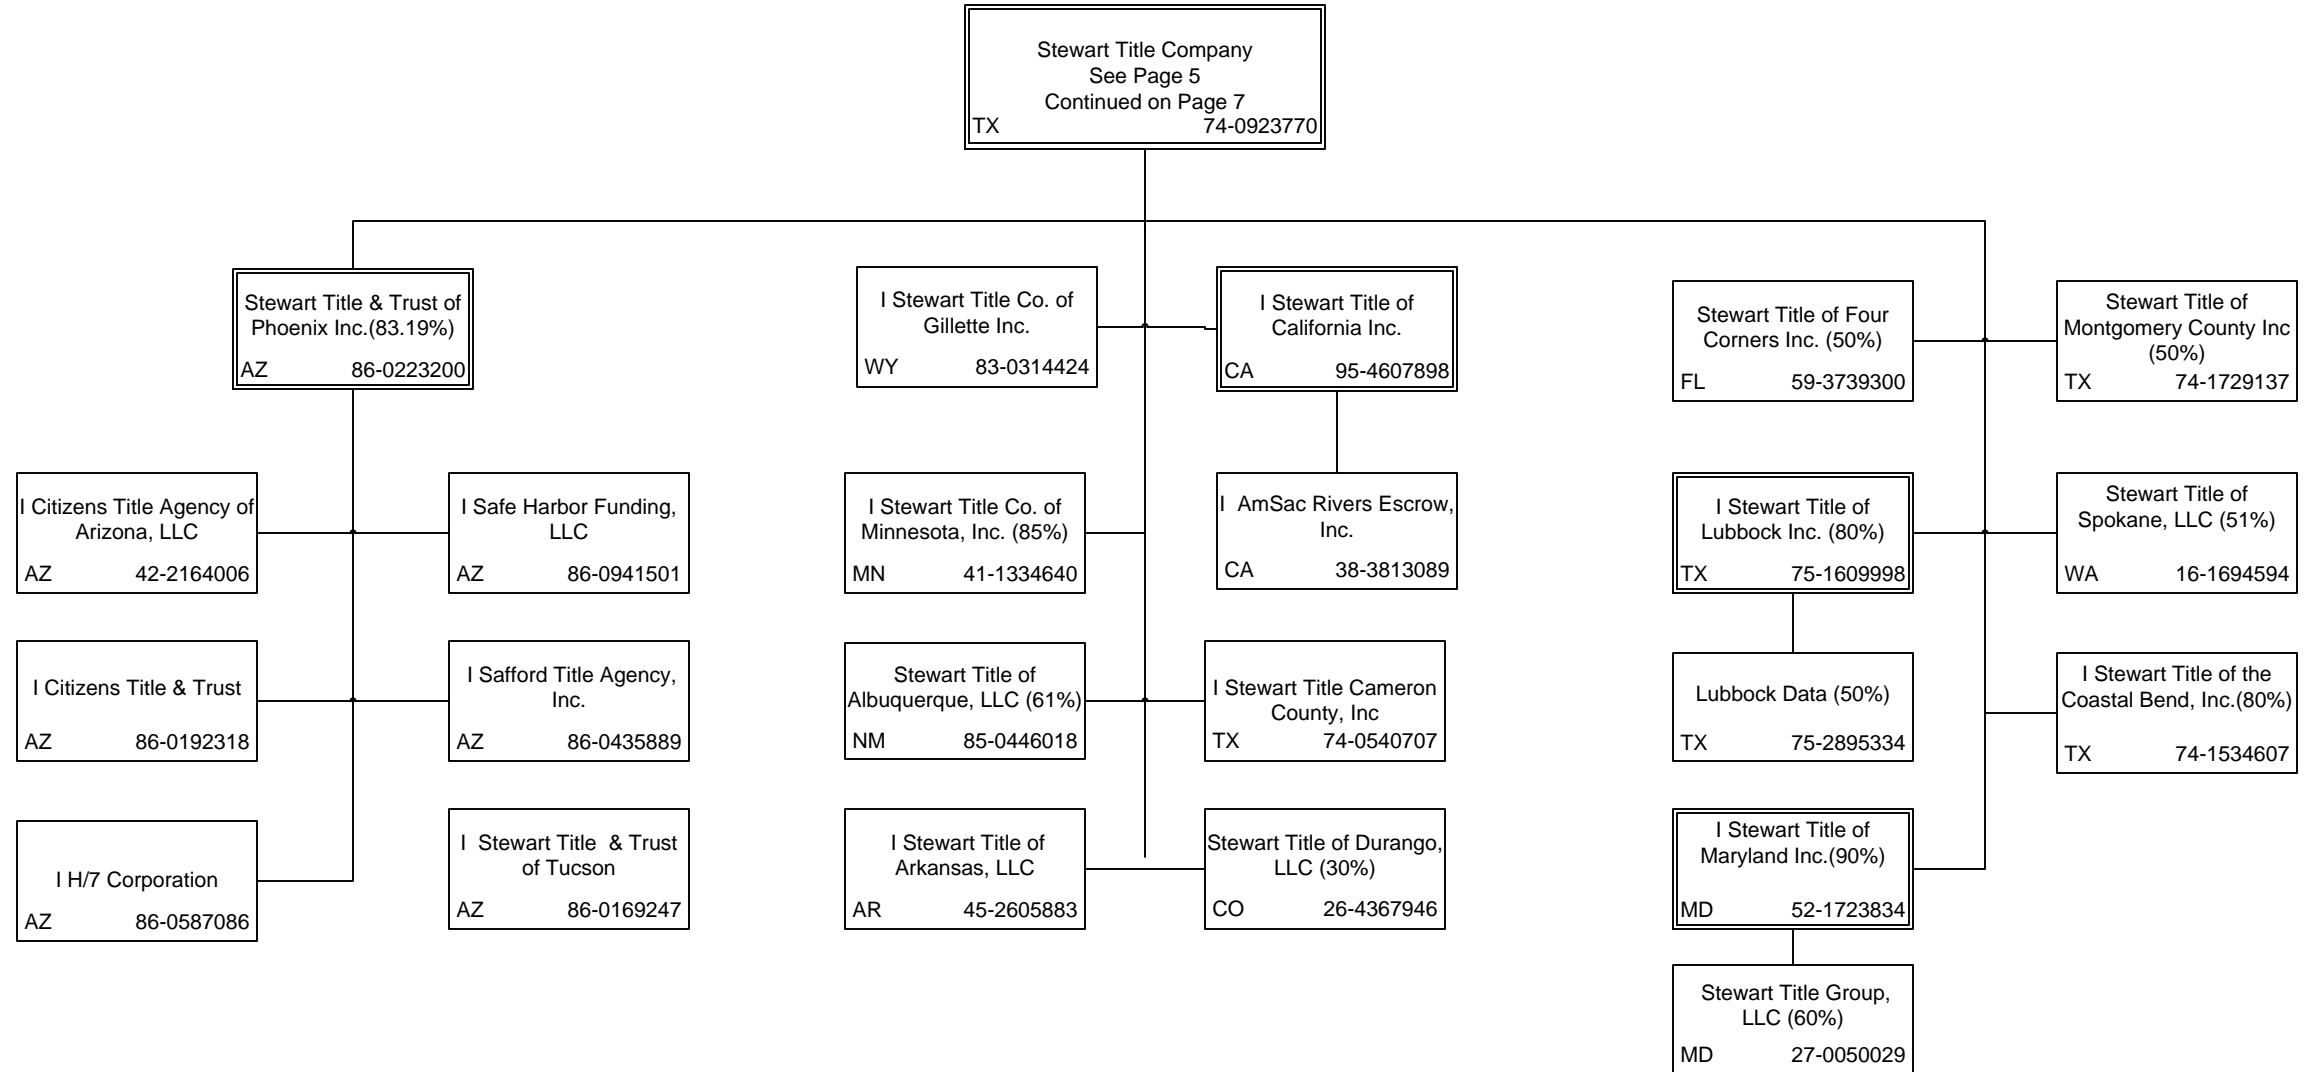 Stewart Title Company
See Page 5
Continued on Page 7
TX 74-0923770
Stewart Title & Trust of
Phoenix Inc.(83.19%)
AZ 86-0223200
I Stewart Title Co. of
Gillette Inc.
WY 83-0314424
I Stewart Title of
California Inc.
CA 95-4607898
Stewart Title of Four
Corners Inc. (50%)
FL 59-3739300
Stewart Title of
Montgomery County Inc
(50%)
TX 74-1729137
I Citizens Title Agency of
Arizona, LLC
AZ 42-2164006
I Safe Harbor Funding,
LLC
AZ 86-0941501
I Stewart Title Co. of
Minnesota, Inc. (85%)
MN 41-1334640
I AmSac Rivers Escrow,
Inc.
CA 38-3813089
I Stewart Title of
Lubbock Inc. (80%)
TX 75-1609998
Stewart Title of
Spokane, LLC (51%)
WA 16-1694594
I Citizens Title & Trust
AZ 86-0192318
I Safford Title Agency,
Inc.
AZ 86-0435889
Stewart Title of
Albuquerque, LLC (61%)
NM 85-0446018
I Stewart Title Cameron
County, Inc
TX 74-0540707
Lubbock Data (50%)
TX 75-2895334
I Stewart Title of the
Coastal Bend, Inc.(80%)
TX 74-1534607
I H/7 Corporation
AZ 86-0587086
I Stewart Title & Trust
of Tucson
AZ 86-0169247
I Stewart Title of
Arkansas, LLC
AR 45-2605883
Stewart Title of Durango,
LLC (30%)
CO 26-4367946
I Stewart Title of
Maryland Inc.(90%)
MD 52-1723834
Stewart Title Group,
LLC (60%)
MD 27-0050029